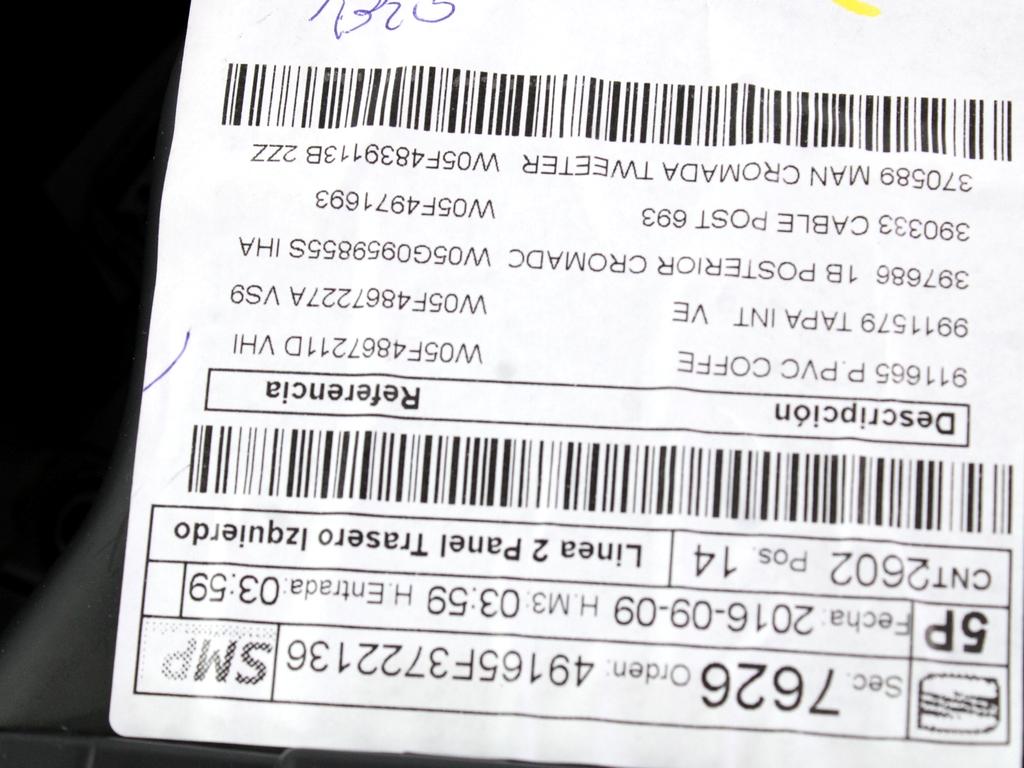 Sec. 7626 Orden: 49165F3722136 SMP
5P Fecha: 2016-09-09 H.M3: 03:59 H.Entrada: 03:59
CNT2602 Pos. 14 Linea 2 Panel Trasero Izquierdo
Descripción Referencia
911665 P.PVC COFFE W05F4867211D VHI
9911579 TAPA INT VE W05F4867227A VS9
397686 1B POSTERIOR CROMADC W05G0959855S IHA
390333 CABLE POST 693 W05F4971693
370589 MAN CROMADA TWEETER W05F4839113B 2ZZ